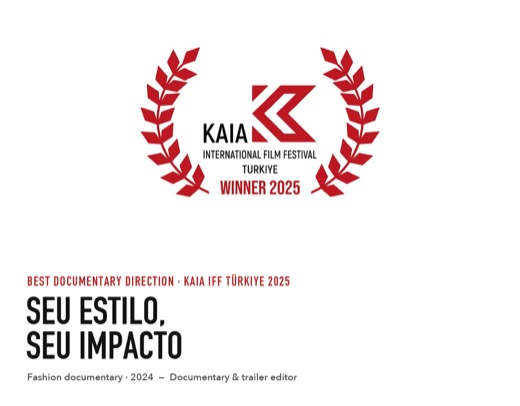 KAIA
INTERNATIONAL FILM FESTIVAL
TURKIYE
WINNER 2025
BEST DOCUMENTARY DIRECTION · KAIA IFF TÜRKIYE 2025
SEU ESTILO,
SEU IMPACTO
Fashion documentary · 2024 – Documentary & trailer editor